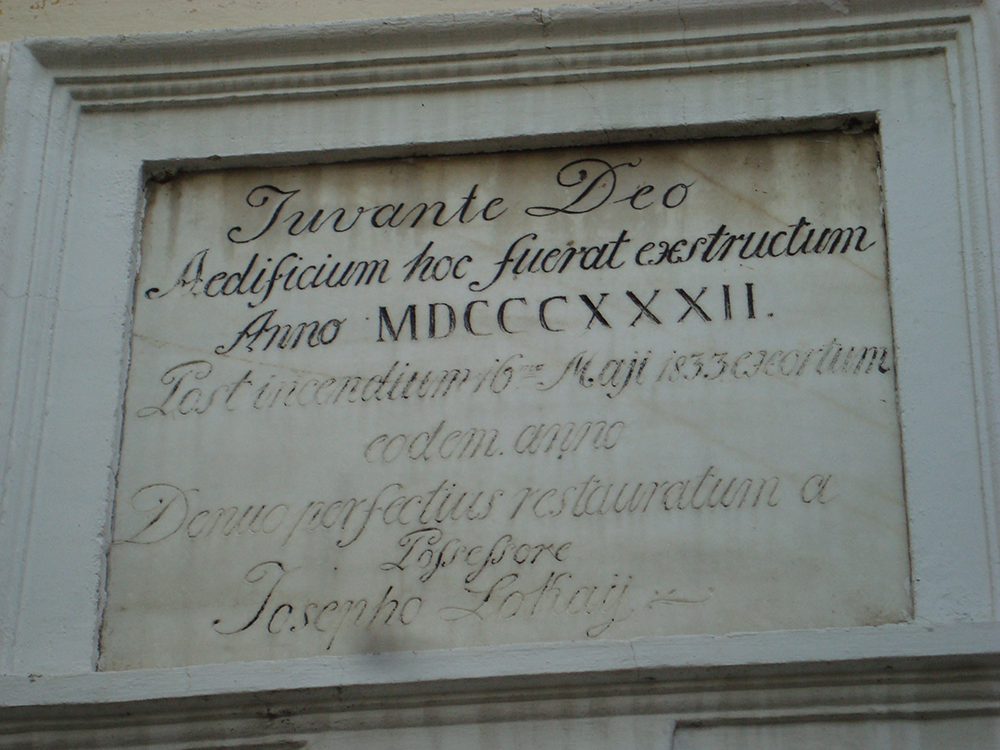 Iuvante Deo
Aedificium hoc fuerat exstructum
Anno MDCCCXXXII.
Post incendium 16mo Maji 1833. exortum
eodem. anno
Denuo perfectius restauratum a
Possessore
Josepho Lokaij